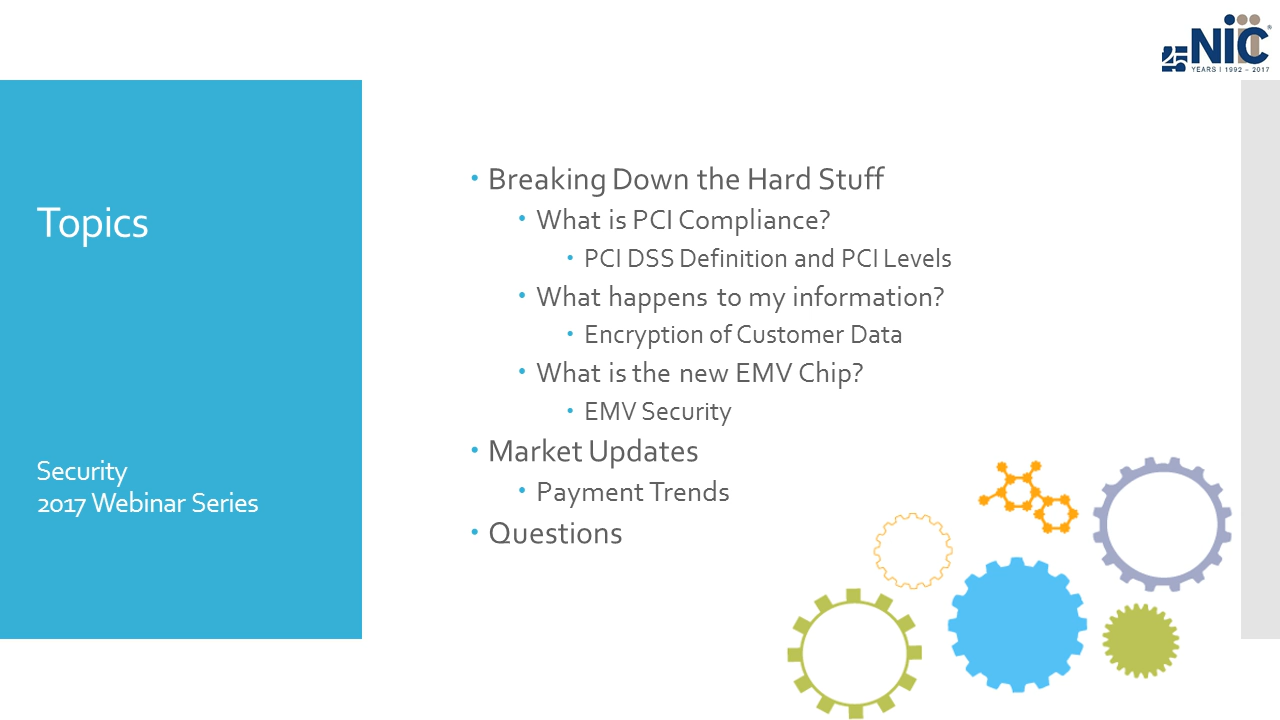 25 NIC®
YEARS | 1992 – 2017
Topics
Security
2017 Webinar Series
• Breaking Down the Hard Stuff
• What is PCI Compliance?
• PCI DSS Definition and PCI Levels
• What happens to my information?
• Encryption of Customer Data
• What is the new EMV Chip?
• EMV Security
• Market Updates
• Payment Trends
• Questions